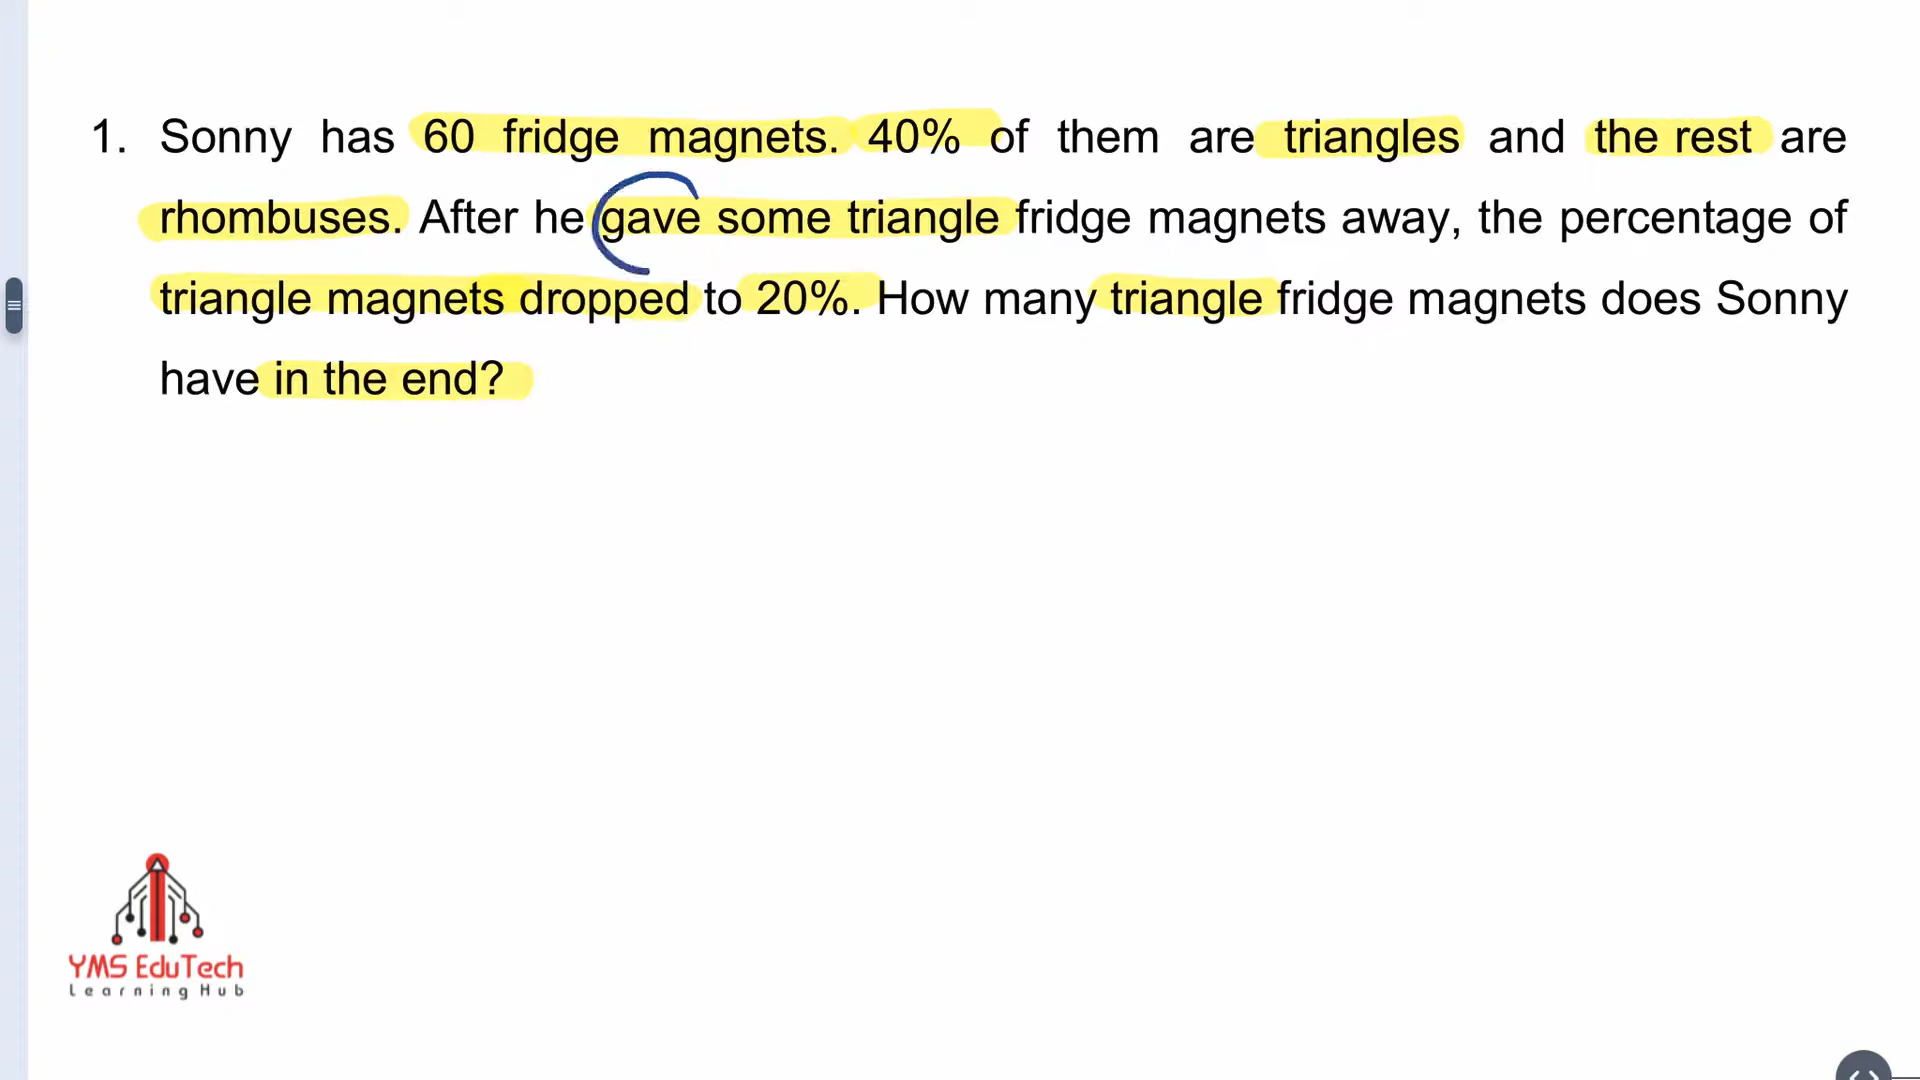 1. Sonny has 60 fridge magnets. 40% of them are triangles and the rest are
rhombuses. After he gave some triangle fridge magnets away, the percentage of
triangle magnets dropped to 20%. How many triangle fridge magnets does Sonny
have in the end?
YMS EduTech
Learning Hub